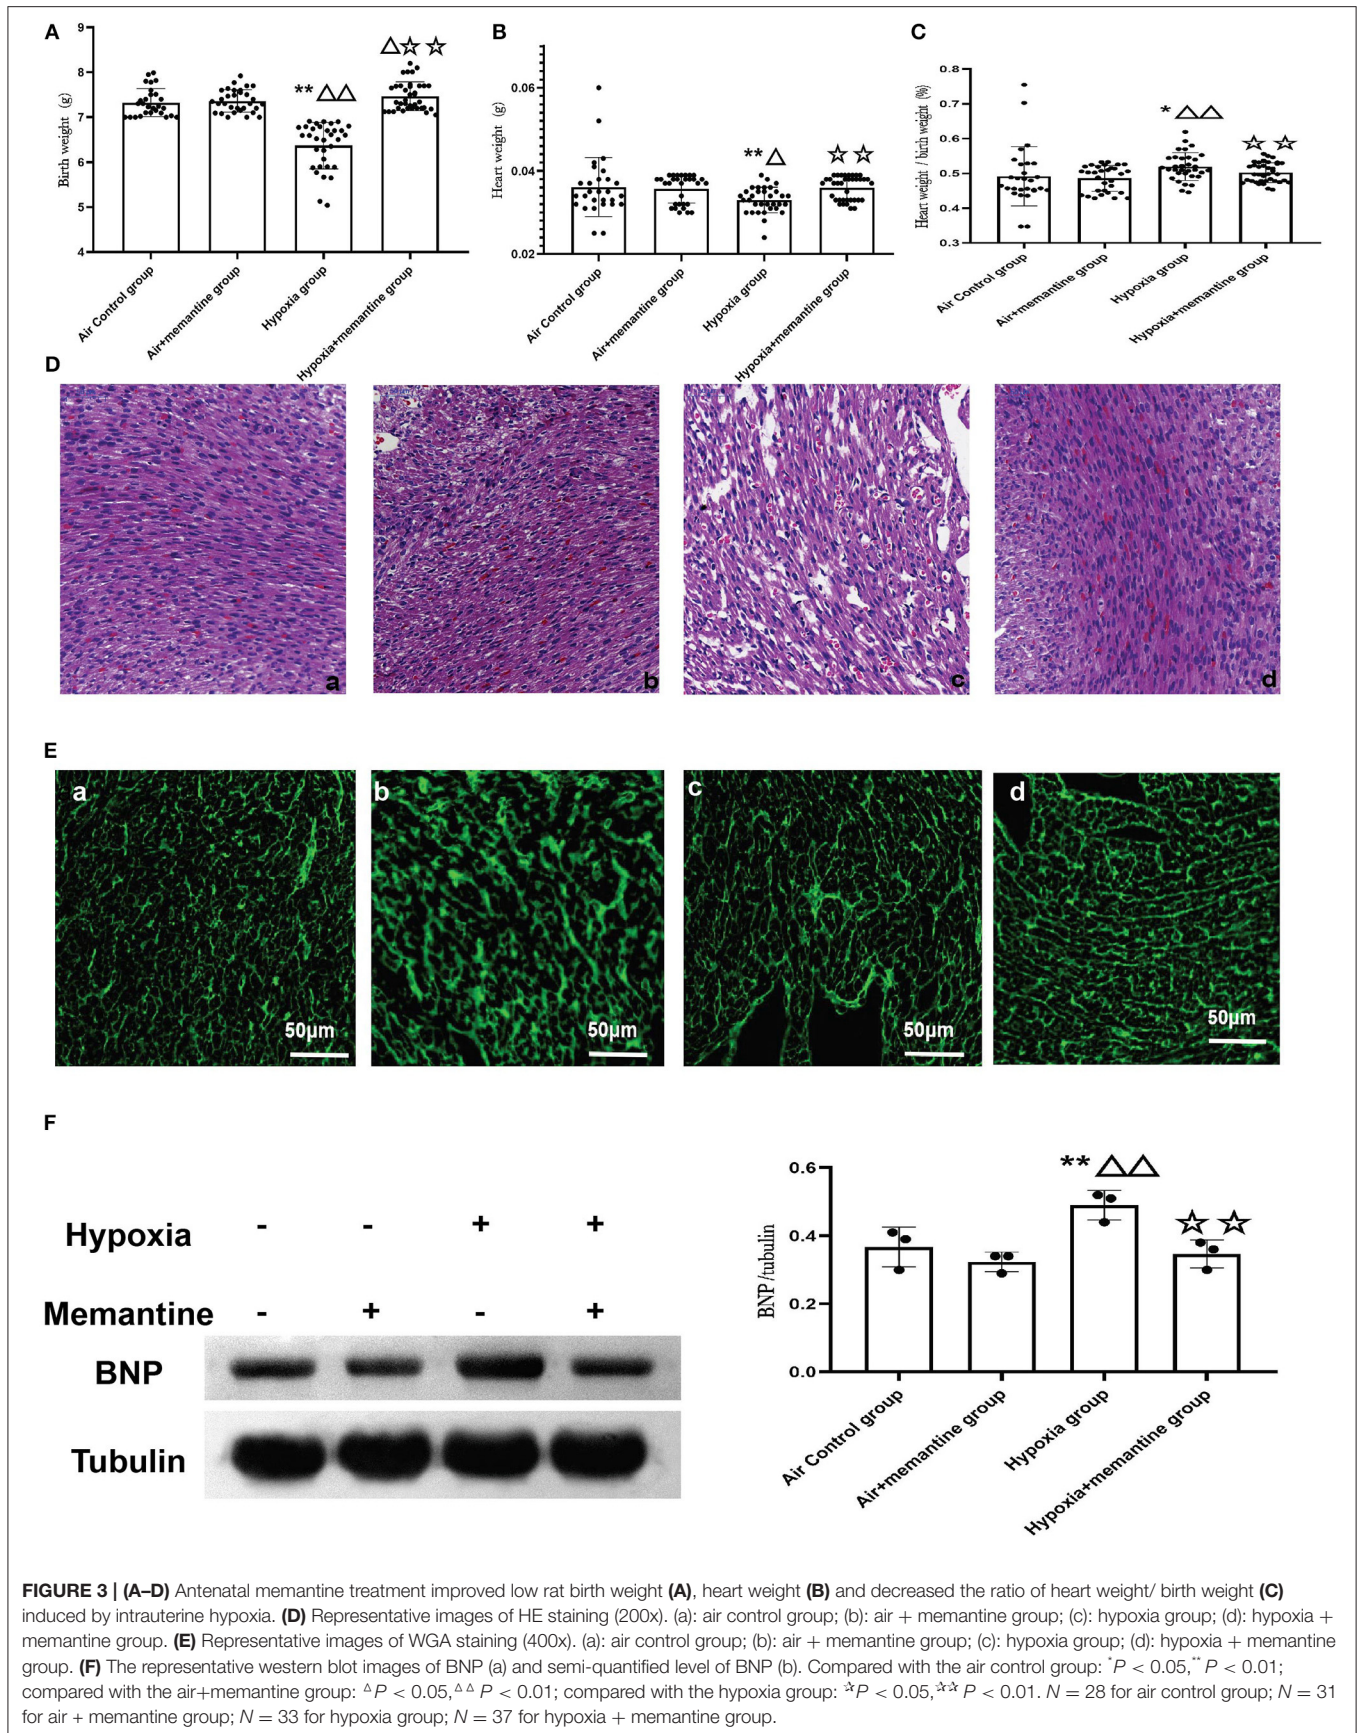 A
Birth weight (g)
9
8
7
6
5
4
** △△
△☆ ☆
Air Control group
Air+memantine group
Hypoxia group
Hypoxia+memantine group
B
Heart weight (g)
0.06
0.04
0.02
** △
☆ ☆
Air Control group
Air+memantine group
Hypoxia group
Hypoxia+memantine group
C
Heart weight / birth weight (%)
0.8
0.7
0.6
0.5
0.4
0.3
* △△
☆ ☆
Air Control group
Air+memantine group
Hypoxia group
Hypoxia+memantine group
D
a
b
c
d
E
a
50μm
b
50μm
c
50μm
d
50μm
F
Hypoxia - - + +
Memantine - + - +
BNP
Tubulin
BNP/tubulin
0.6
0.4
0.2
0.0
** △△
☆ ☆
Air Control group
Air+memantine group
Hypoxia group
Hypoxia+memantine group
FIGURE 3 | (A–D) Antenatal memantine treatment improved low rat birth weight (A), heart weight (B) and decreased the ratio of heart weight/ birth weight (C)
induced by intrauterine hypoxia. (D) Representative images of HE staining (200x). (a): air control group; (b): air + memantine group; (c): hypoxia group; (d): hypoxia +
memantine group. (E) Representative images of WGA staining (400x). (a): air control group; (b): air + memantine group; (c): hypoxia group; (d): hypoxia + memantine
group. (F) The representative western blot images of BNP (a) and semi-quantified level of BNP (b). Compared with the air control group: *P < 0.05,** P < 0.01;
compared with the air+memantine group: △P < 0.05,△△ P < 0.01; compared with the hypoxia group: ☆P < 0.05,☆☆ P < 0.01. N = 28 for air control group; N = 31
for air + memantine group; N = 33 for hypoxia group; N = 37 for hypoxia + memantine group.